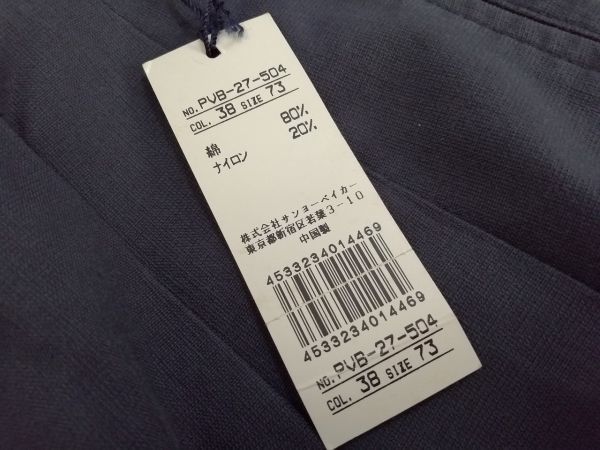 NO. PVB-27-504
COL. 38 SIZE 73
綿 80%
ナイロン 20%
株式会社サンヨーベイカー
東京都新宿区若葉3-10
中国製
4533234014469
4533234014469
NO. PVB-27-504
COL. 38 SIZE 73